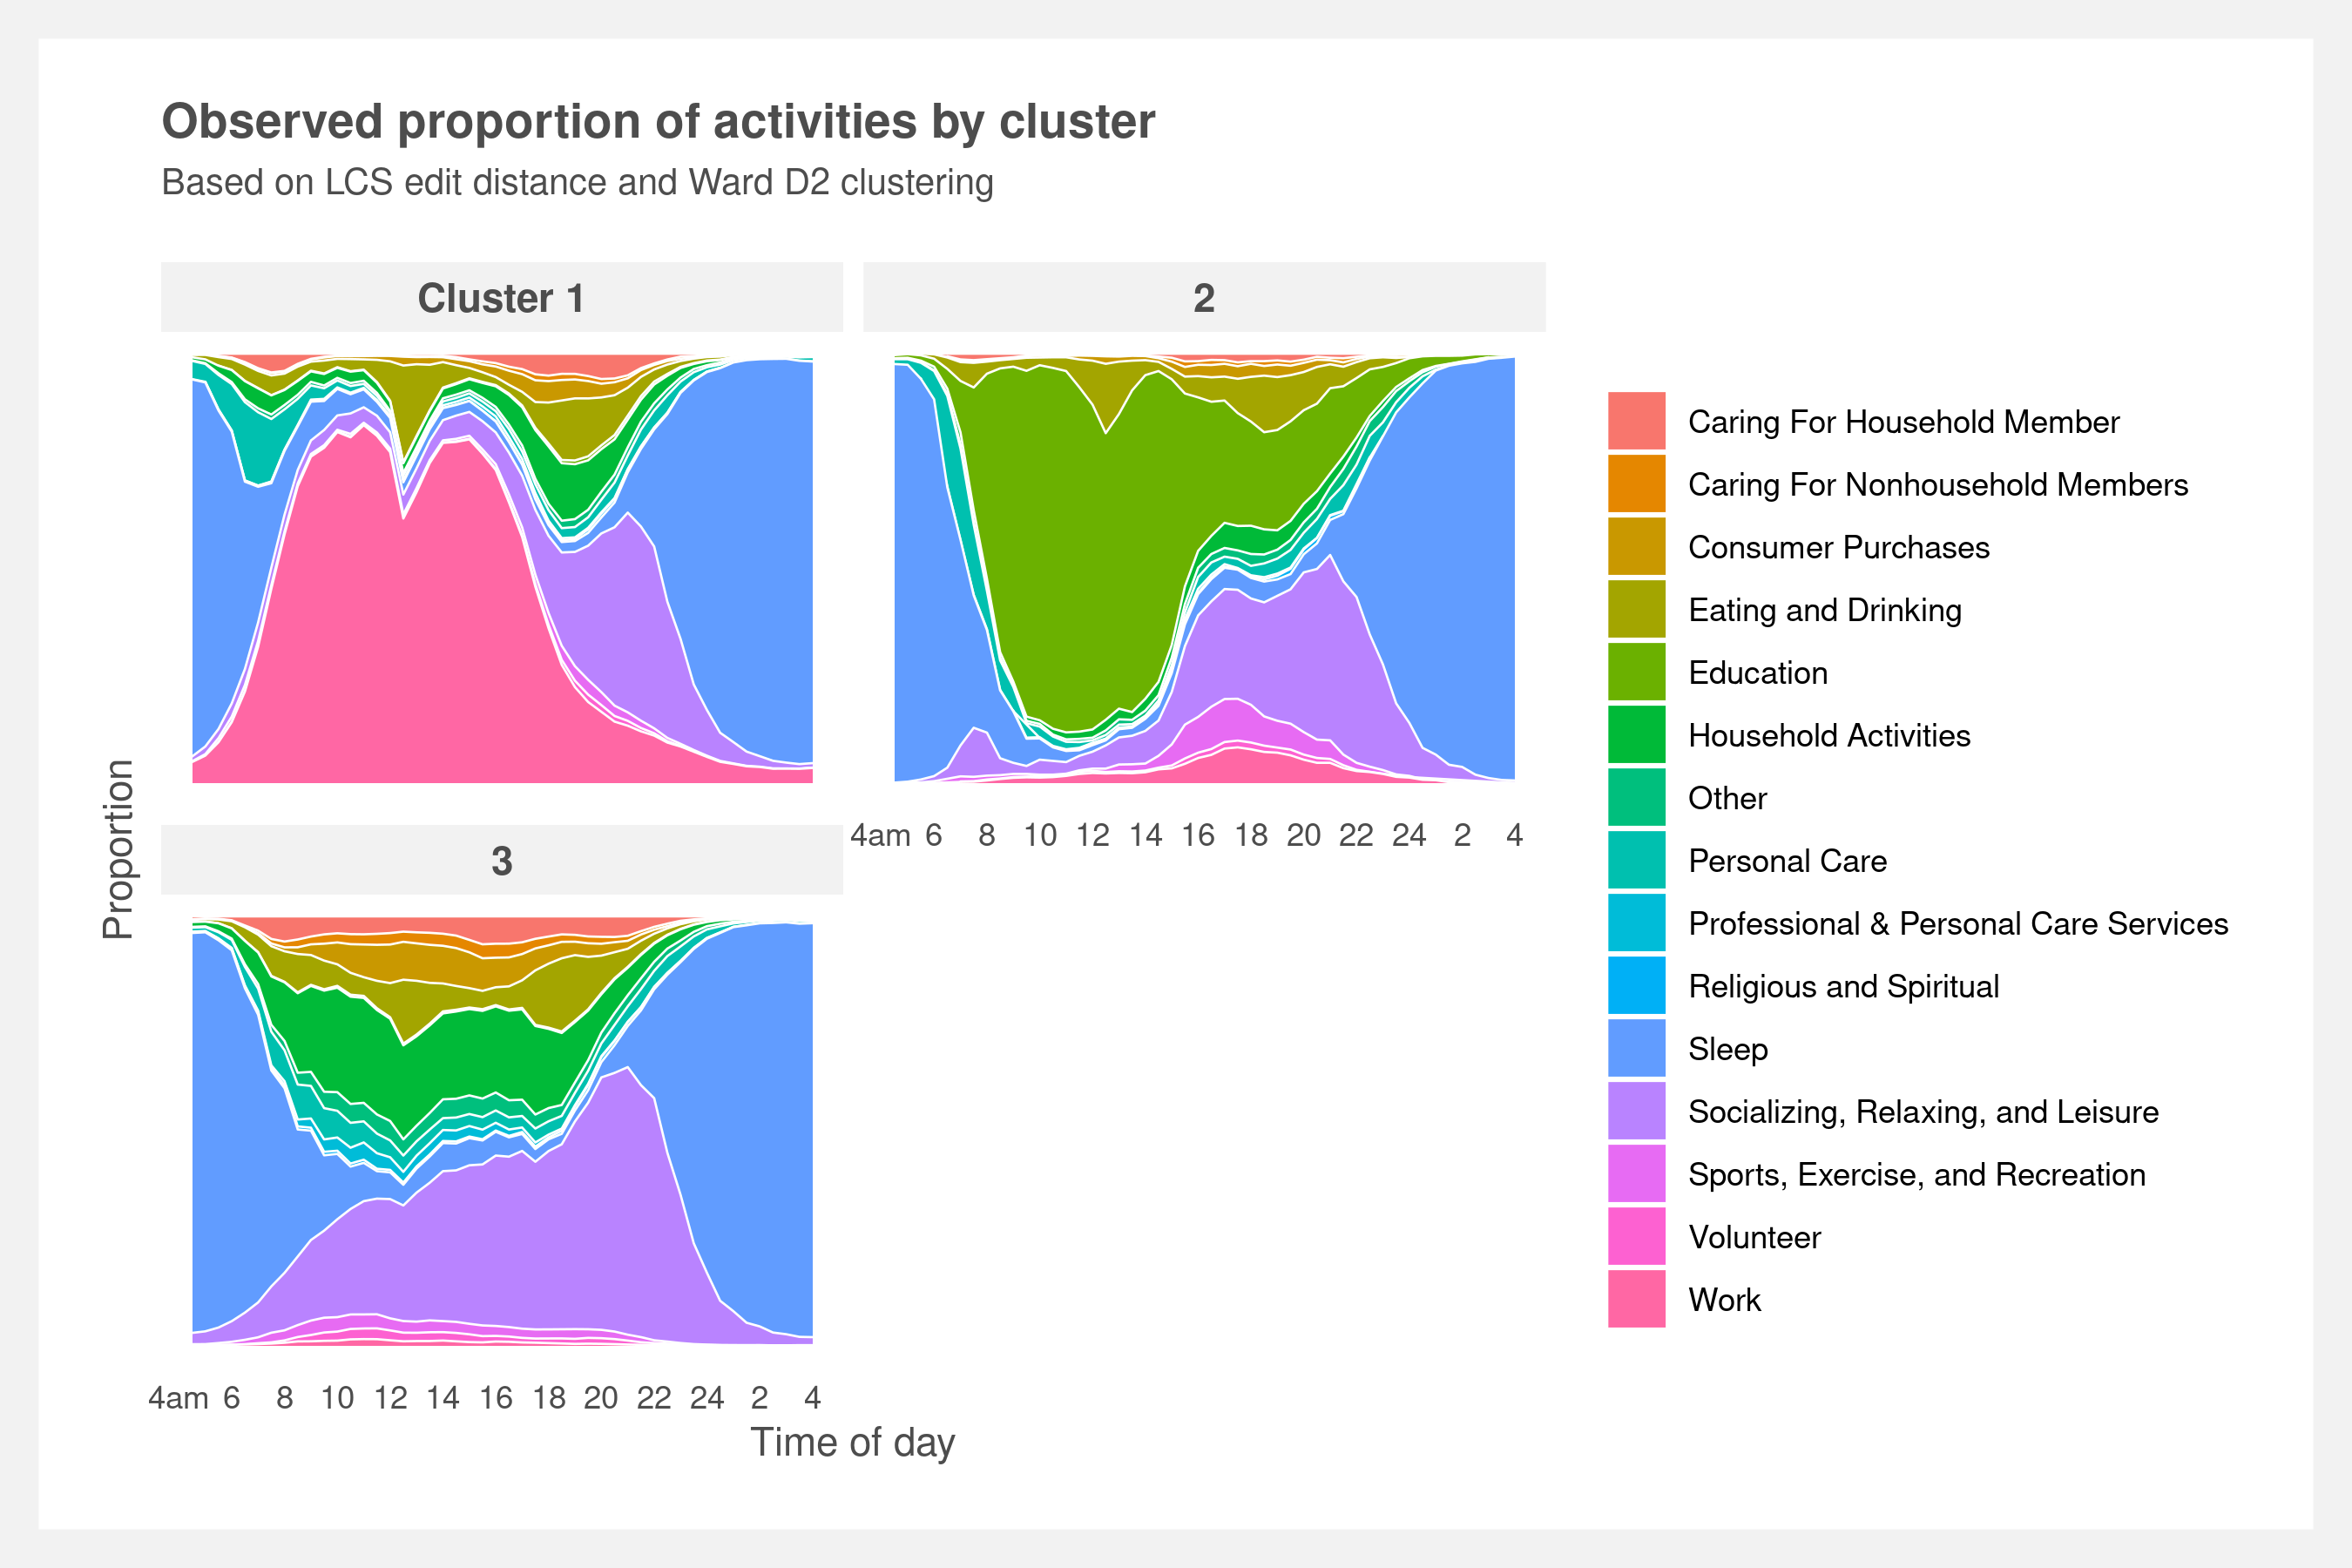 Observed proportion of activities by cluster
Based on LCS edit distance and Ward D2 clustering
Cluster 1
2
4am 6 8 10 12 14 16 18 20 22 24 2 4
3
4am 6 8 10 12 14 16 18 20 22 24 2 4
Time of day
Proportion
Caring For Household Member
Caring For Nonhousehold Members
Consumer Purchases
Eating and Drinking
Education
Household Activities
Other
Personal Care
Professional & Personal Care Services
Religious and Spiritual
Sleep
Socializing, Relaxing, and Leisure
Sports, Exercise, and Recreation
Volunteer
Work